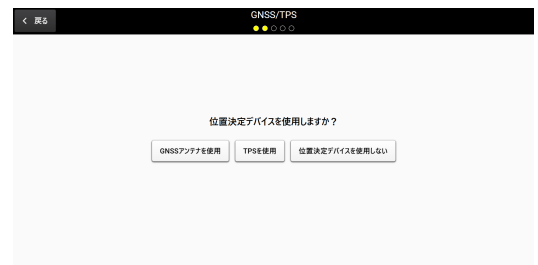 < 戻る
GNSS/TPS
位置決定デバイスを使用しますか？
GNSSアンテナを使用
TPSを使用
位置決定デバイスを使用しない